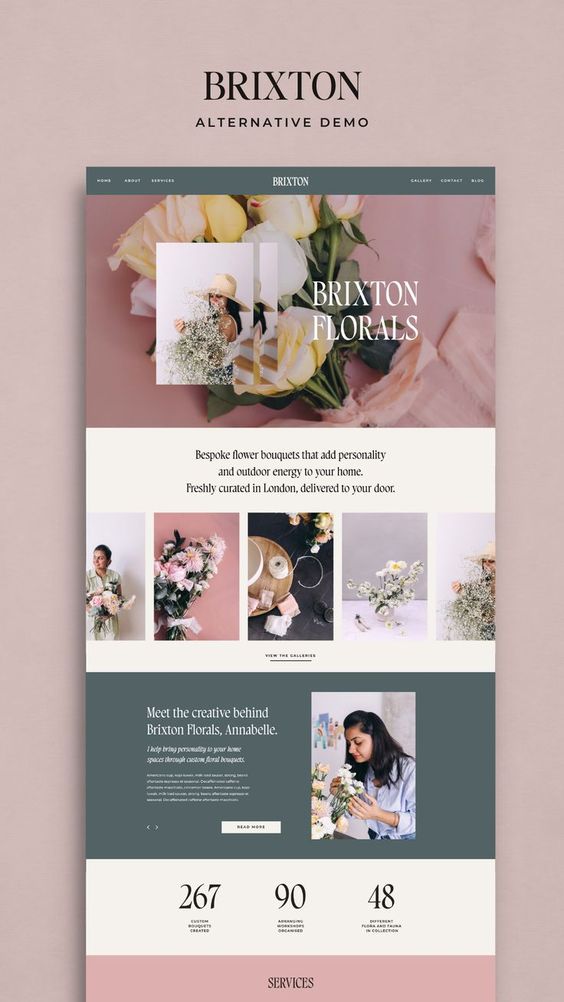 BRIXTON
ALTERNATIVE DEMO
HOME ABOUT SERVICES BRIXTON GALLERY CONTACT BLOG
BRIXTON
FLORALS
Bespoke flower bouquets that add personality
and outdoor energy to your home.
Freshly curated in London, delivered to your door.
VIEW THE GALLERIES
Meet the creative behind
Brixton Florals, Annabelle.
I help bring personality to your home
spaces through custom floral bouquets.
READ MORE
267 90 48
CUSTOM
BOUQUETS
CREATED
ARRANGING
WORKSHOPS
ORGANISED
DIFFERENT
FLORA AND FAUNA
IN COLLECTION
SERVICES